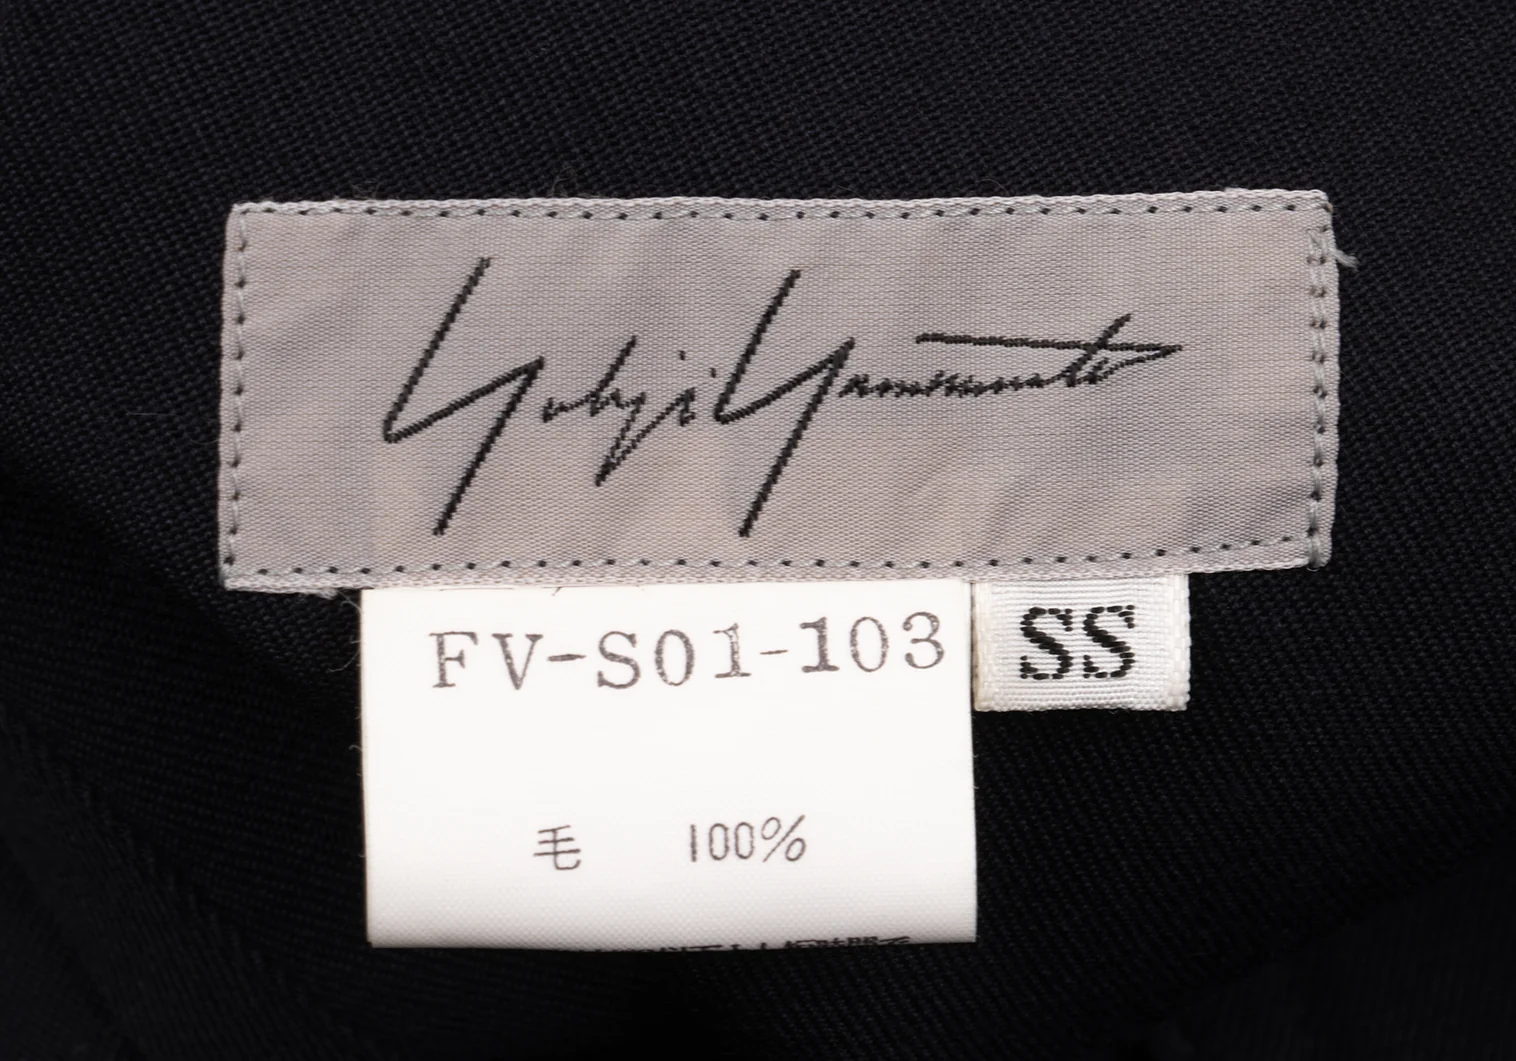 Yohji Yamamoto
FV-S01-103
SS
毛 100%